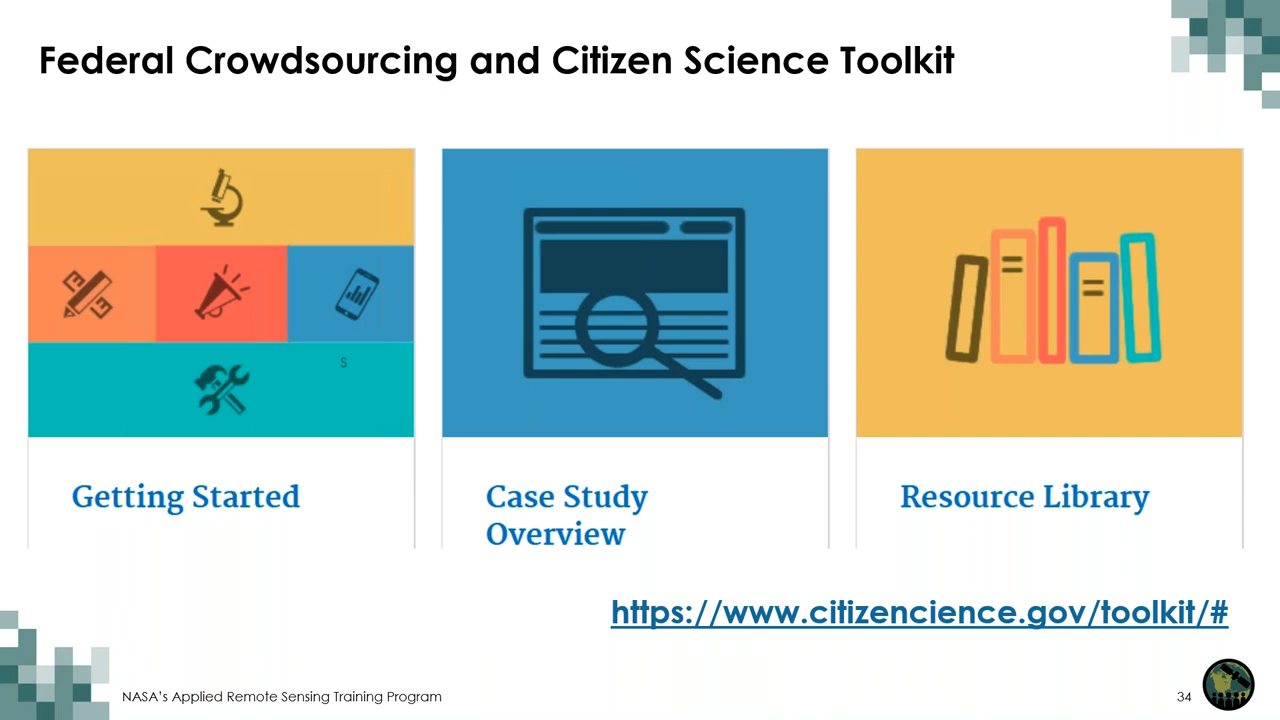 Federal Crowdsourcing and Citizen Science Toolkit
S
Getting Started
Case Study
Overview
Resource Library
https://www.citizencience.gov/toolkit/#
NASA's Applied Remote Sensing Training Program
34